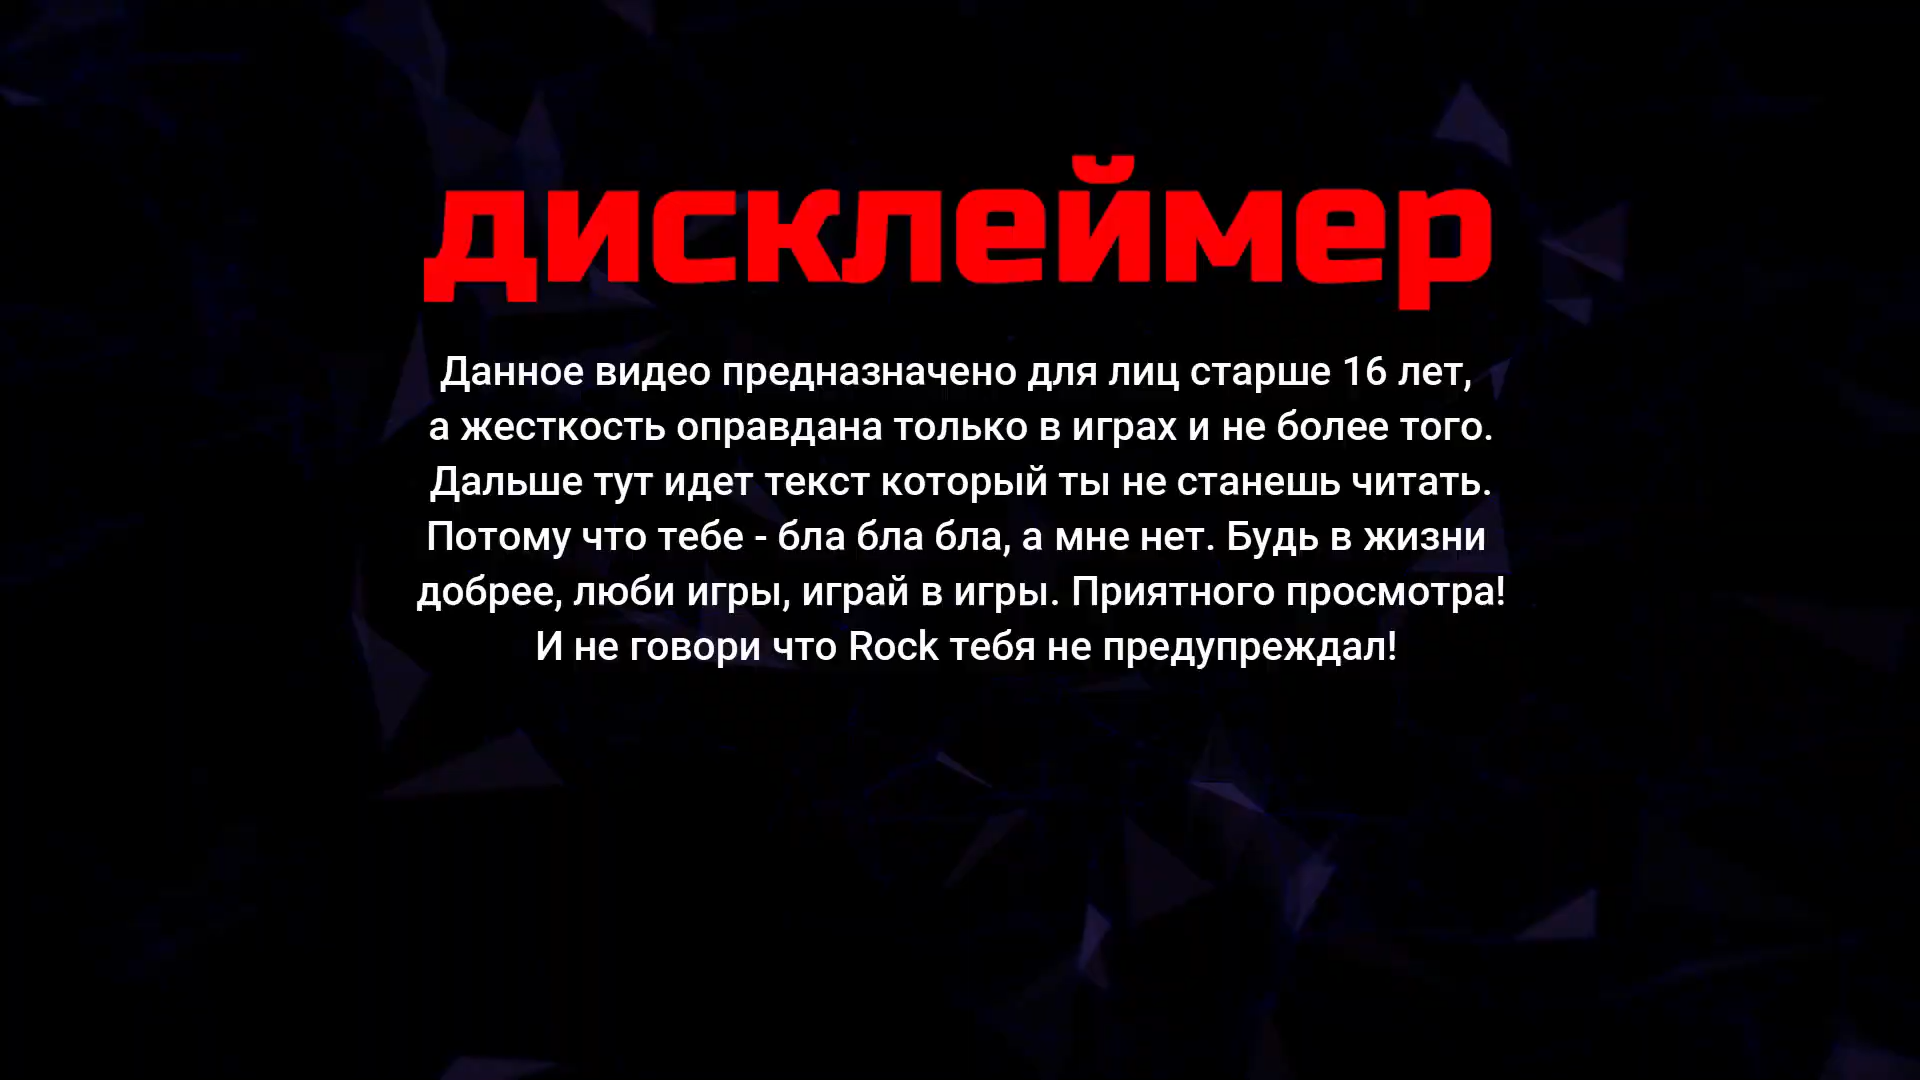 дисклеймер
Данное видео предназначено для лиц старше 16 лет,
а жесткость оправдана только в играх и не более того.
Дальше тут идет текст который ты не станешь читать.
Потому что тебе - бла бла бла, а мне нет. Будь в жизни
добрее, люби игры, играй в игры. Приятного просмотра!
И не говори что Rock тебя не предупреждал!